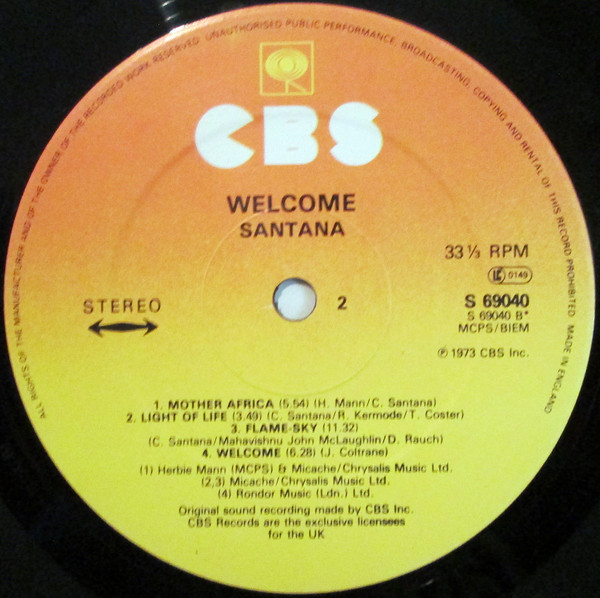 ALL RIGHTS OF THE MANUFACTURER AND OF THE OWNER OF THE RECORDED WORK RESERVED. UNAUTHORISED PUBLIC PERFORMANCE, BROADCASTING, COPYING AND RENTAL OF THIS RECORD PROHIBITED. MADE IN ENGLAND
CBS
WELCOME
SANTANA
33⅓ RPM
LC 0149
STEREO
2
S 69040
S 69040 B*
MCPS/BIEM
℗ 1973 CBS Inc.
1. MOTHER AFRICA (5.54) (H. Mann/C. Santana)
2. LIGHT OF LIFE (3.49) (C. Santana/R. Kermode/T. Coster)
3. FLAME-SKY (11.32)
(C. Santana/Mahavishnu John McLaughlin/D. Rauch)
4. WELCOME (6.28) (J. Coltrane)
(1) Herbie Mann (MCPS) & Micache/Chrysalis Music Ltd.
(2,3) Micache/Chrysalis Music Ltd.
(4) Rondor Music (Ldn.) Ltd.
Original sound recording made by CBS Inc.
CBS Records are the exclusive licensees
for the UK